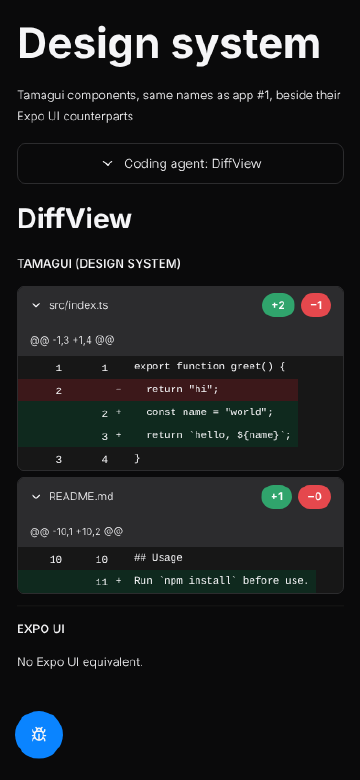 Design system
Tamagui components, same names as app #1, beside their
Expo UI counterparts
Coding agent: DiffView
DiffView
TAMAGUI (DESIGN SYSTEM)
src/index.ts +2 −1
@@ -1,3 +1,4 @@
1 1 export function greet() {
2 − return "hi";
2 + const name = "world";
3 + return `hello, ${name}`;
3 4 }
README.md +1 −0
@@ -10,1 +10,2 @@
10 10 ## Usage
11 + Run `npm install` before use.
EXPO UI
No Expo UI equivalent.